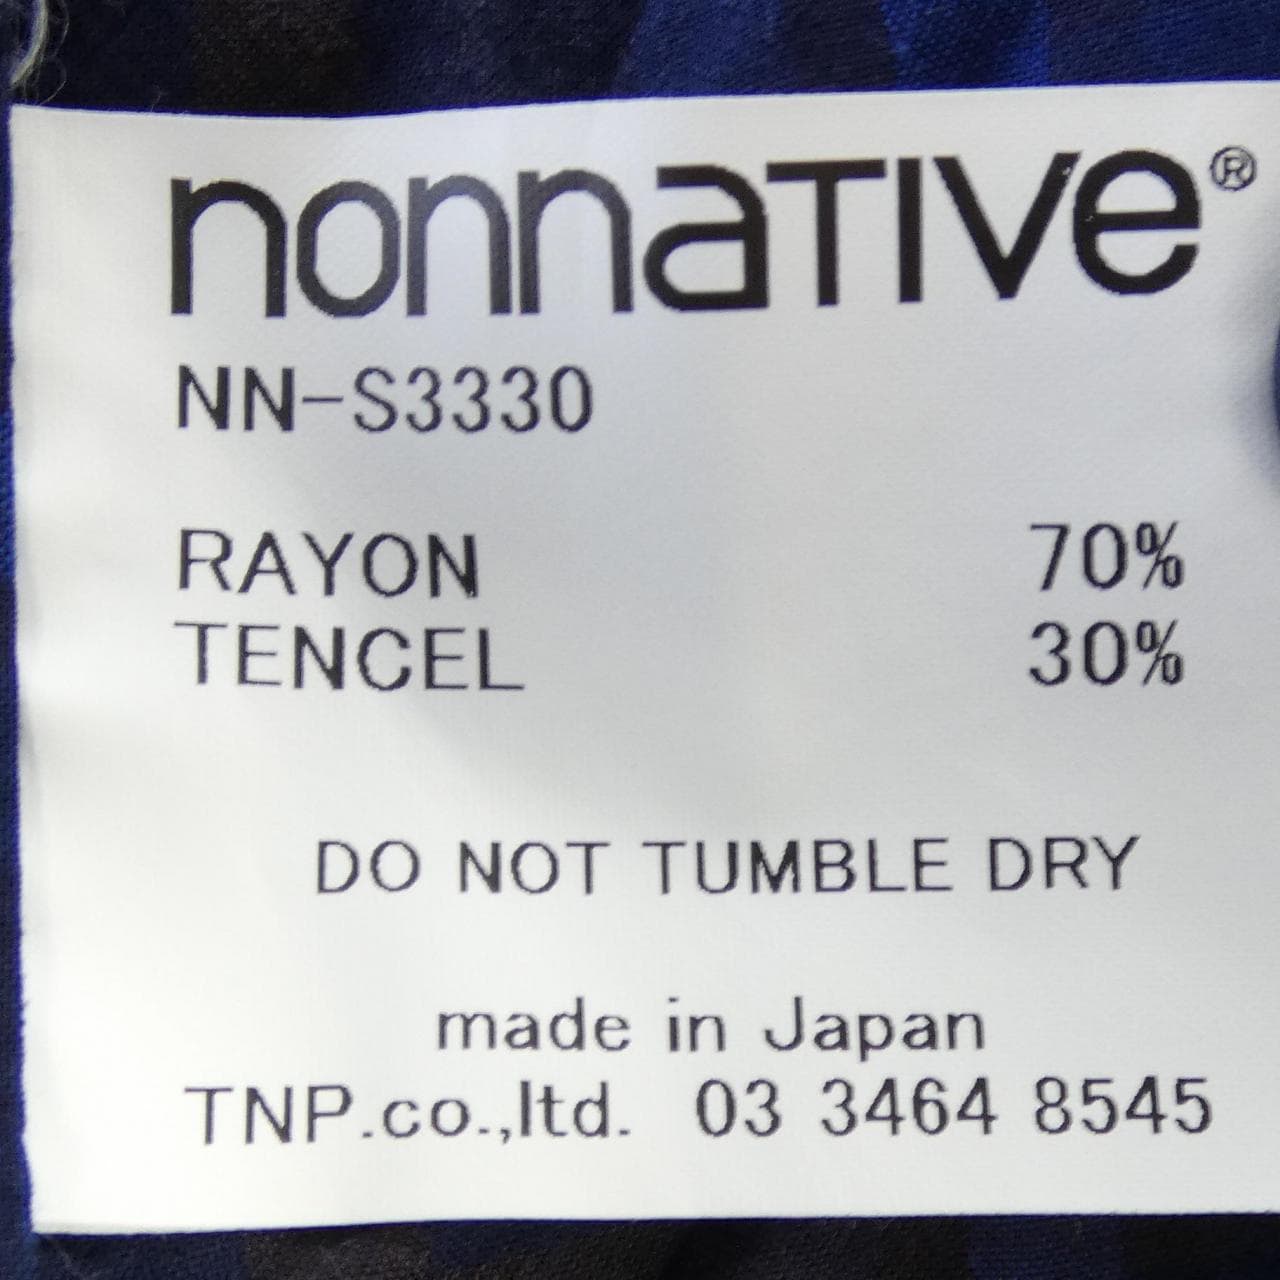 nonnaTIVe®
NN-S3330
RAYON 70%
TENCEL 30%
DO NOT TUMBLE DRY
made in Japan
TNP.co.,ltd. 03 3464 8545